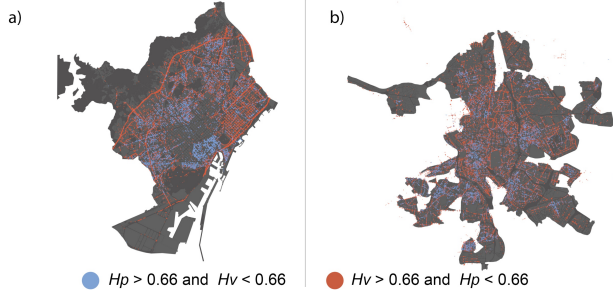 a)
b)
Hp > 0.66 and Hv < 0.66
Hv > 0.66 and Hp < 0.66